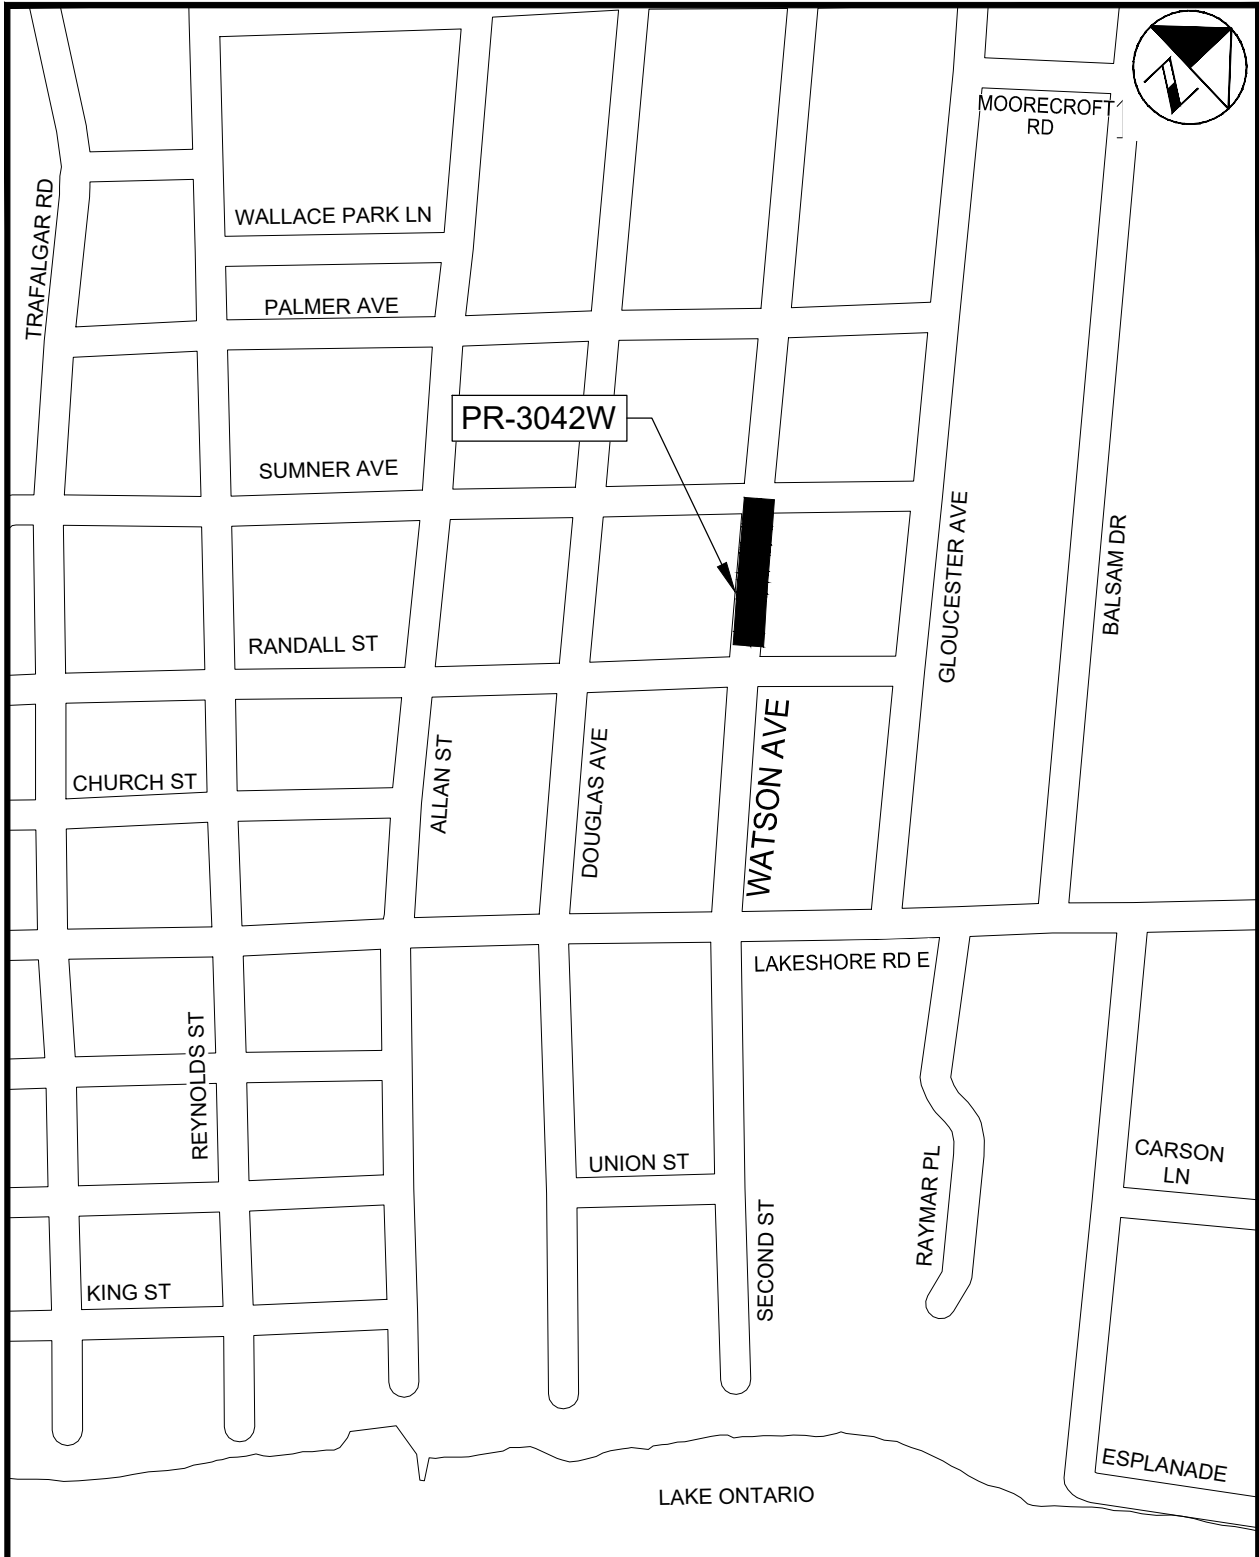 MOORECROFT
RD
TRAFALGAR RD
WALLACE PARK LN
PALMER AVE
PR-3042W
SUMNER AVE
GLOUCESTER AVE
BALSAM DR
RANDALL ST
WATSON AVE
ALLAN ST
DOUGLAS AVE
CHURCH ST
LAKESHORE RD E
REYNOLDS ST
UNION ST
CARSON
LN
RAYMAR PL
SECOND ST
KING ST
ESPLANADE
LAKE ONTARIO